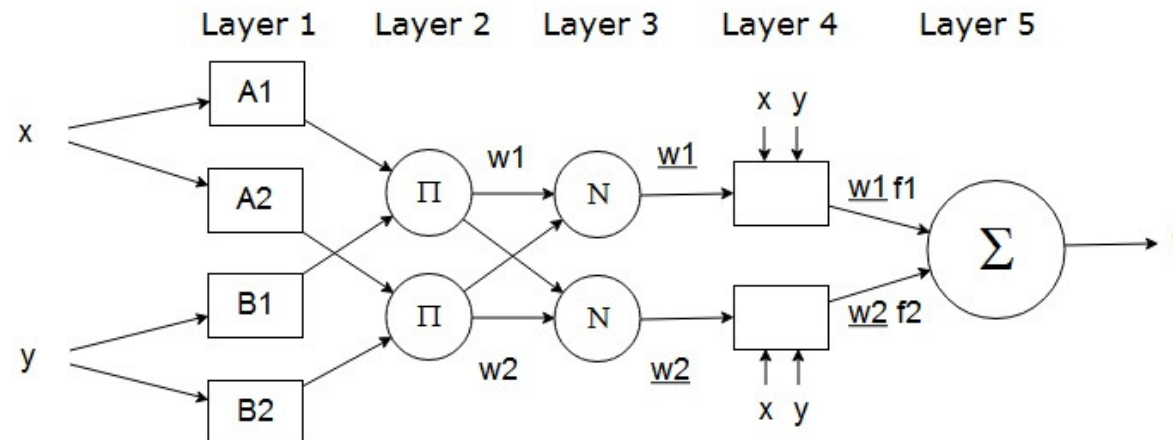 Layer 1 Layer 2 Layer 3 Layer 4 Layer 5
x
y
A1
A2
B1
B2
Π
Π
w1
w2
N
N
w1
w2
x y
x y
w1 f1
w2 f2
Σ